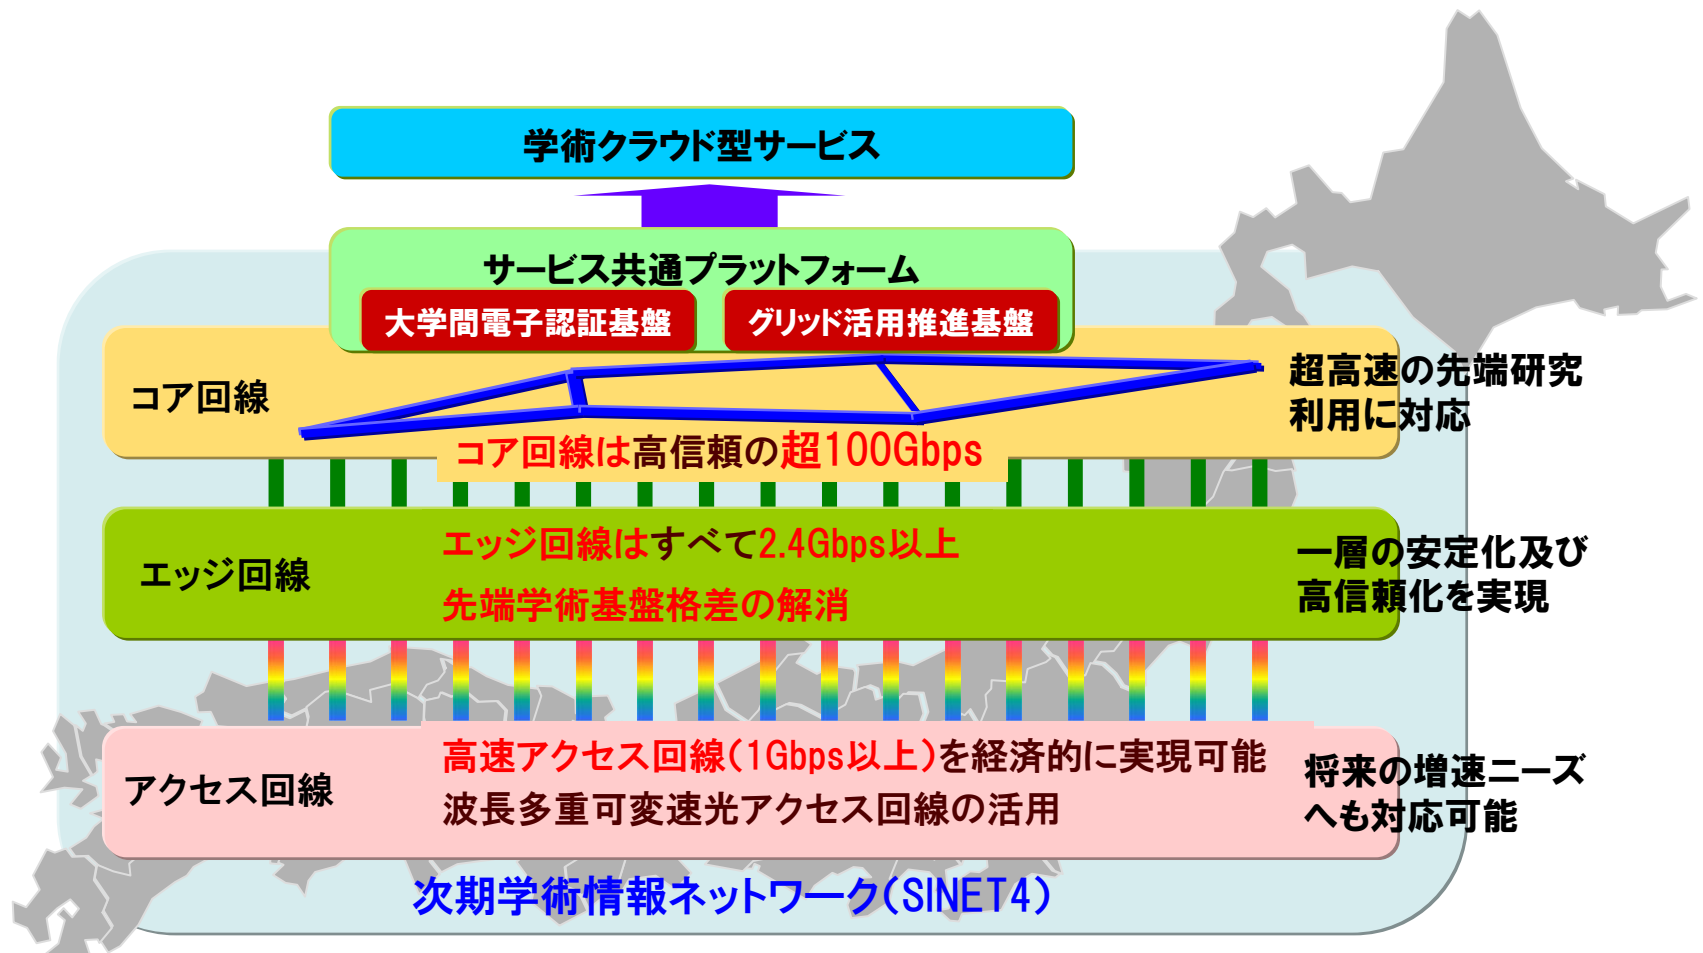 学術クラウド型サービス
サービス共通プラットフォーム
大学間電子認証基盤
グリッド活用推進基盤
コア回線
超高速の先端研究
利用に対応
コア回線は高信頼の超100Gbps
エッジ回線
エッジ回線はすべて2.4Gbps以上
先端学術基盤格差の解消
一層の安定化及び
高信頼化を実現
アクセス回線
高速アクセス回線(1Gbps以上)を経済的に実現可能
波長多重可変速光アクセス回線の活用
将来の増速ニーズ
へも対応可能
次期学術情報ネットワーク(SINET4)